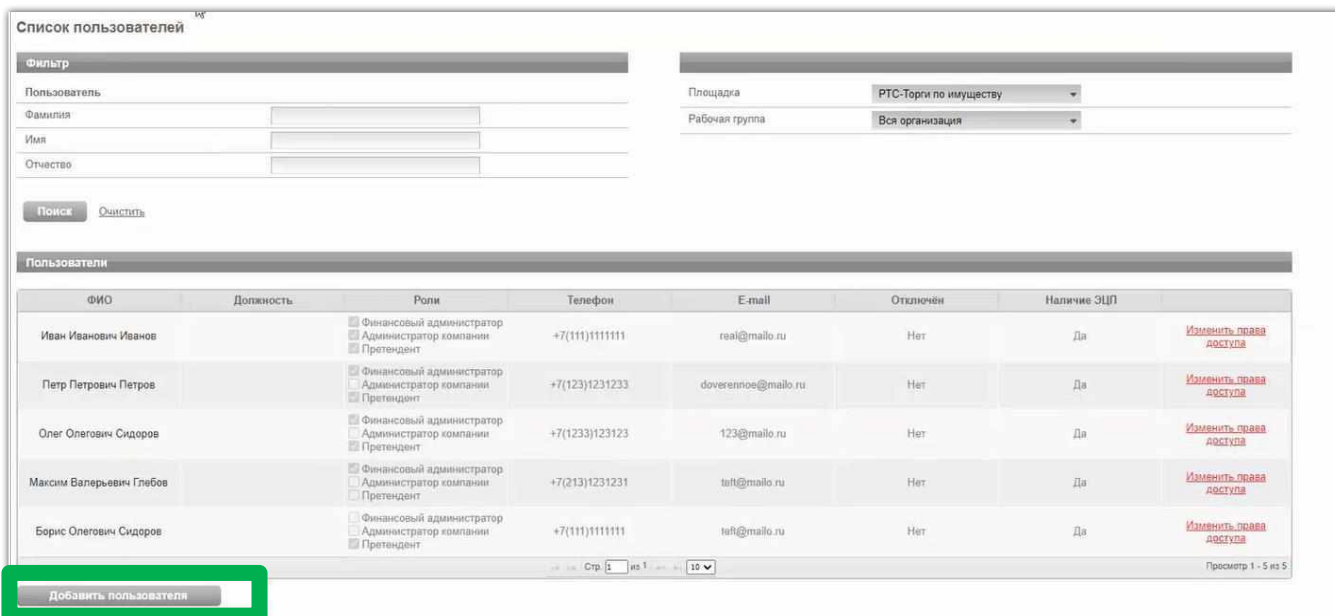 Список пользователей
Фильтр
Пользователь
Фамилия
Имя
Отчество
Площадка РТС-Торги по имуществу
Рабочая группа Вся организация
Поиск Очистить
Пользователи
ФИО Должность Роли Телефон E-mail Отключён Наличие ЭЦП
Финансовый администратор
Иван Иванович Иванов Администратор компании +7(111)1111111 real@mailo.ru Нет Да Изменить права доступа
Претендент
Финансовый администратор
Петр Петрович Петров Администратор компании +7(123)1231233 doverennoe@mailo.ru Нет Да Изменить права доступа
Претендент
Финансовый администратор
Олег Олегович Сидоров Администратор компании +7(1233)123123 123@mailo.ru Нет Да Изменить права доступа
Претендент
Финансовый администратор
Максим Валерьевич Глебов Администратор компании +7(213)1231231 Нет Да Изменить права доступа
Претендент
Финансовый администратор
Борис Олегович Сидоров Администратор компании +7(111)1111111 Нет Да Изменить права доступа
Претендент
Стр. 1 из 1 10 Просмотр 1 - 5 из 5
Добавить пользователя